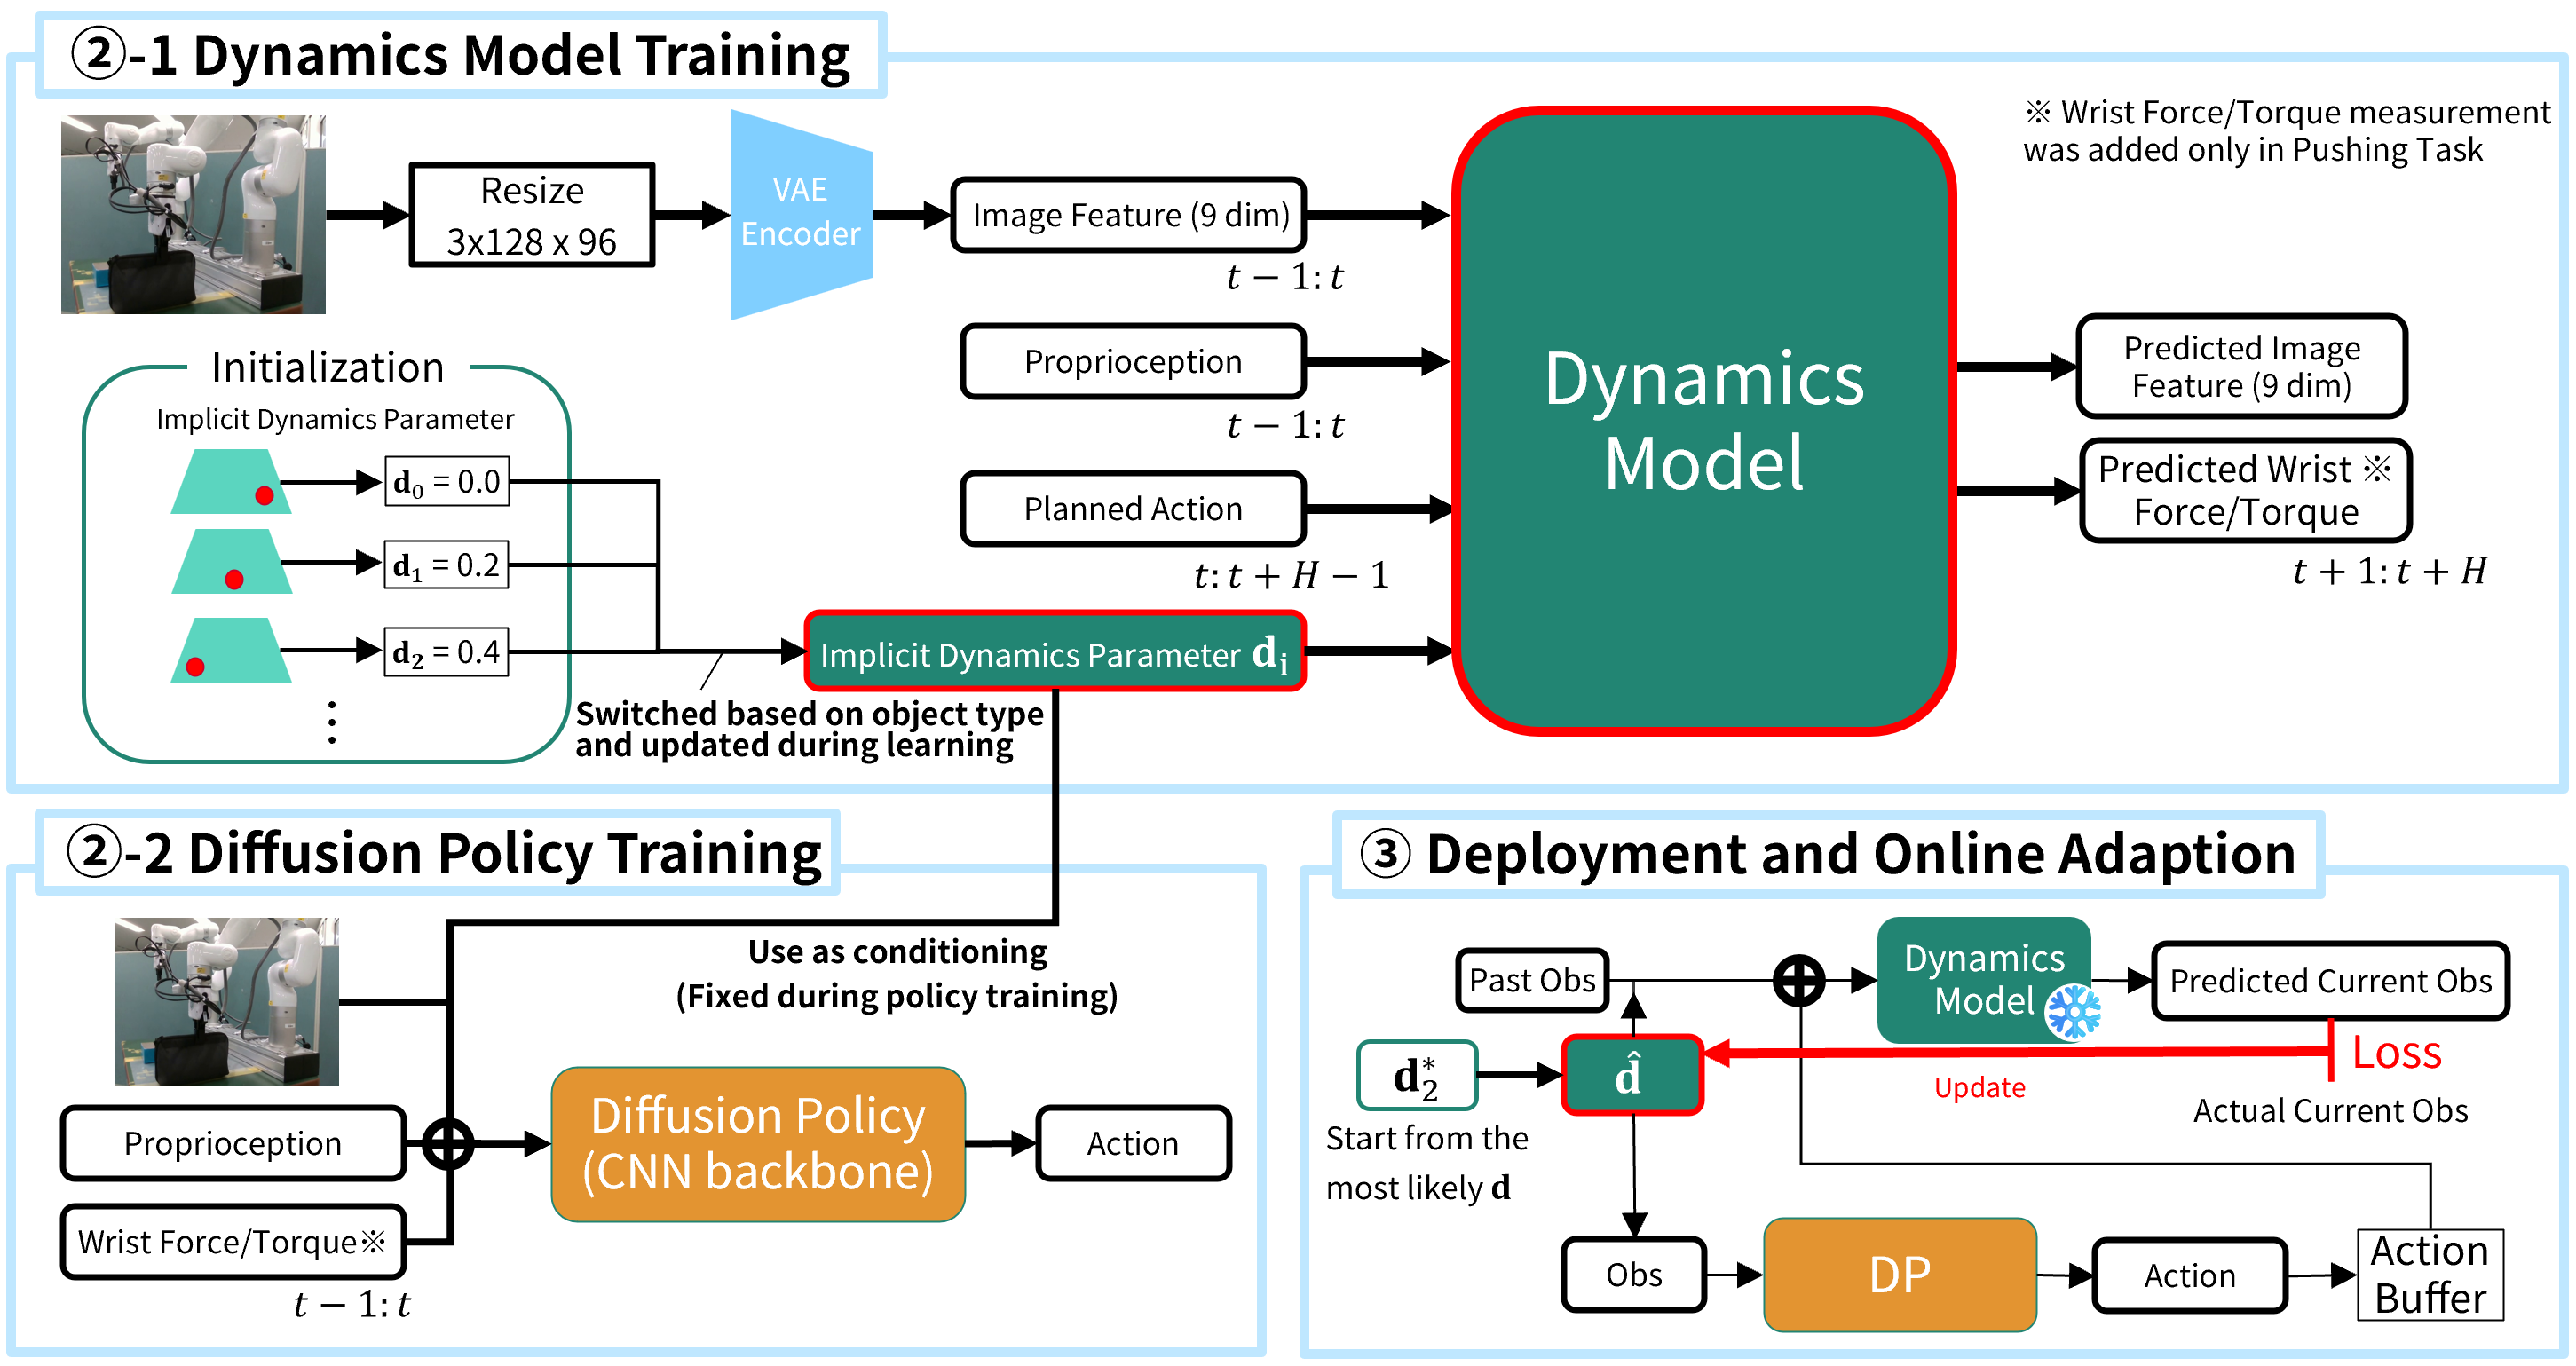 ②-1 Dynamics Model Training
※ Wrist Force/Torque measurement
was added only in Pushing Task
Resize
3x128 x 96
VAE
Encoder
Image Feature (9 dim)
t − 1: t
Proprioception
t − 1: t
Planned Action
t: t + H − 1
Initialization
Implicit Dynamics Parameter
d₀ = 0.0
d₁ = 0.2
d₂ = 0.4
⋮
Switched based on object type
and updated during learning
Implicit Dynamics Parameter dᵢ
Dynamics
Model
Predicted Image
Feature (9 dim)
Predicted Wrist ※
Force/Torque
t + 1: t + H
②-2 Diffusion Policy Training
Use as conditioning
(Fixed during policy training)
Proprioception
Wrist Force/Torque※
t − 1: t
Diffusion Policy
(CNN backbone)
Action
③ Deployment and Online Adaption
Past Obs
Dynamics
Model
Predicted Current Obs
d₂*
d̂
Update
Loss
Actual Current Obs
Start from the
most likely d
Obs
DP
Action
Action
Buffer